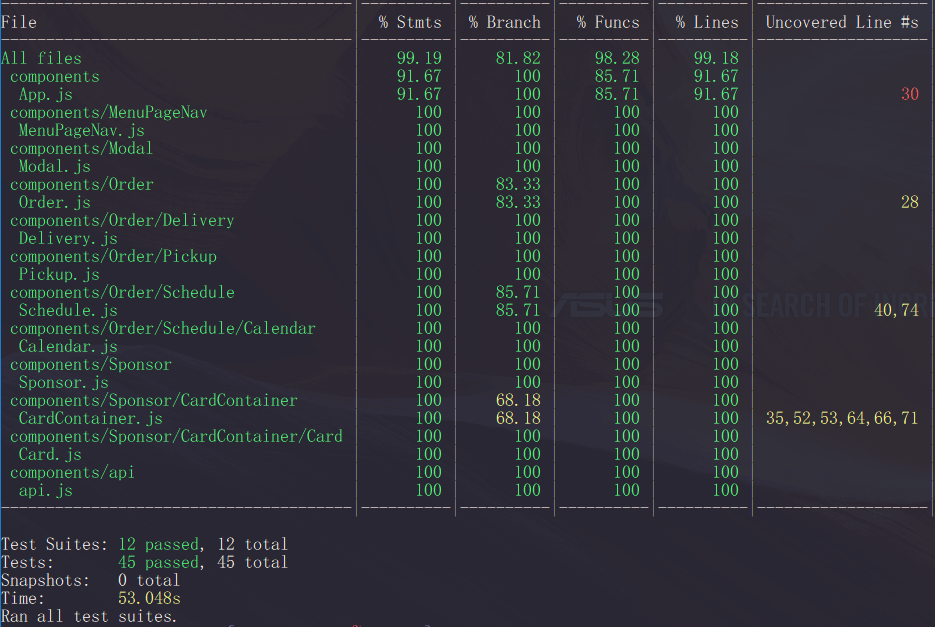 File | % Stmts | % Branch | % Funcs | % Lines | Uncovered Line #s
All files | 99.19 | 81.82 | 98.28 | 99.18 |
components | 91.67 | 100 | 85.71 | 91.67 |
App.js | 91.67 | 100 | 85.71 | 91.67 | 30
components/MenuPageNav | 100 | 100 | 100 | 100 |
MenuPageNav.js | 100 | 100 | 100 | 100 |
components/Modal | 100 | 100 | 100 | 100 |
Modal.js | 100 | 100 | 100 | 100 |
components/Order | 100 | 83.33 | 100 | 100 |
Order.js | 100 | 83.33 | 100 | 100 | 28
components/Order/Delivery | 100 | 100 | 100 | 100 |
Delivery.js | 100 | 100 | 100 | 100 |
components/Order/Pickup | 100 | 100 | 100 | 100 |
Pickup.js | 100 | 100 | 100 | 100 |
components/Order/Schedule | 100 | 85.71 | 100 | 100 |
Schedule.js | 100 | 85.71 | 100 | 100 | 40,74
components/Order/Schedule/Calendar | 100 | 100 | 100 | 100 |
Calendar.js | 100 | 100 | 100 | 100 |
components/Sponsor | 100 | 100 | 100 | 100 |
Sponsor.js | 100 | 100 | 100 | 100 |
components/Sponsor/CardContainer | 100 | 68.18 | 100 | 100 |
CardContainer.js | 100 | 68.18 | 100 | 100 | 35,52,53,64,66,71
components/Sponsor/CardContainer/Card | 100 | 100 | 100 | 100 |
Card.js | 100 | 100 | 100 | 100 |
components/api | 100 | 100 | 100 | 100 |
api.js | 100 | 100 | 100 | 100 |
Test Suites: 12 passed, 12 total
Tests: 45 passed, 45 total
Snapshots: 0 total
Time: 53.048s
Ran all test suites.
ASUS
SEARCH OF